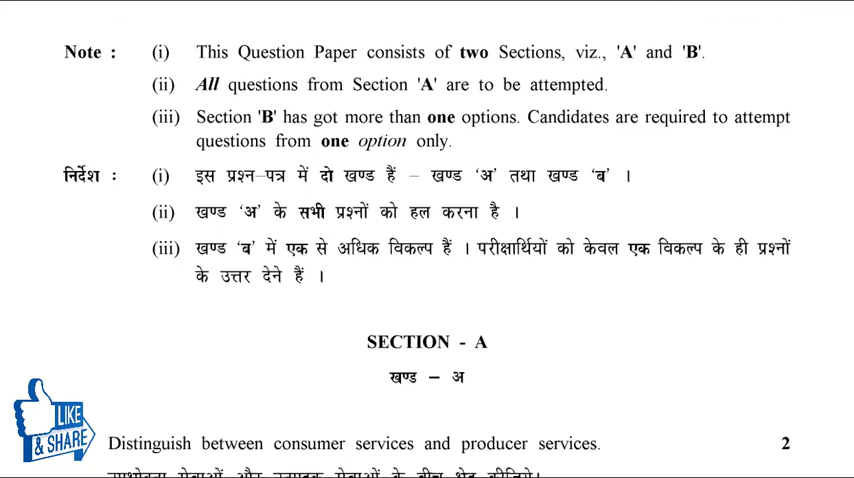 Note : (i) This Question Paper consists of two Sections, viz., 'A' and 'B'.
(ii) All questions from Section 'A' are to be attempted.
(iii) Section 'B' has got more than one options. Candidates are required to attempt
questions from one option only.
निर्देश : (i) इस प्रश्न–पत्र में दो खण्ड हैं – खण्ड ‘अ’ तथा खण्ड ‘ब’ ।
(ii) खण्ड ‘अ’ के सभी प्रश्नों को हल करना है ।
(iii) खण्ड ‘ब’ में एक से अधिक विकल्प हैं । परीक्षार्थियों को केवल एक विकल्प के ही प्रश्नों
के उत्तर देने हैं ।
SECTION - A
खण्ड – अ
LIKE
& SHARE
Distinguish between consumer services and producer services. 2